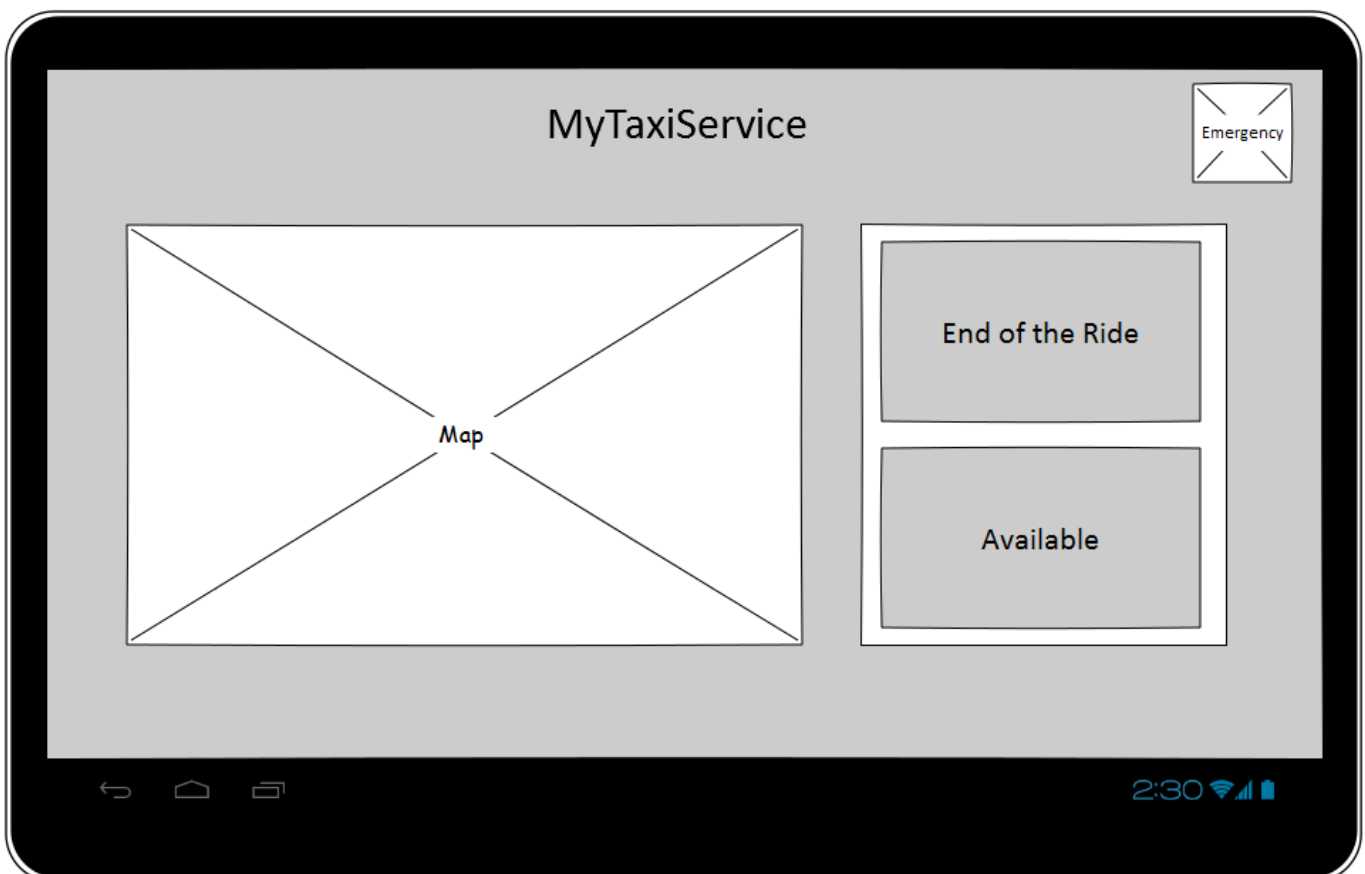 MyTaxiService
Emergency
Map
End of the Ride
Available
2:30